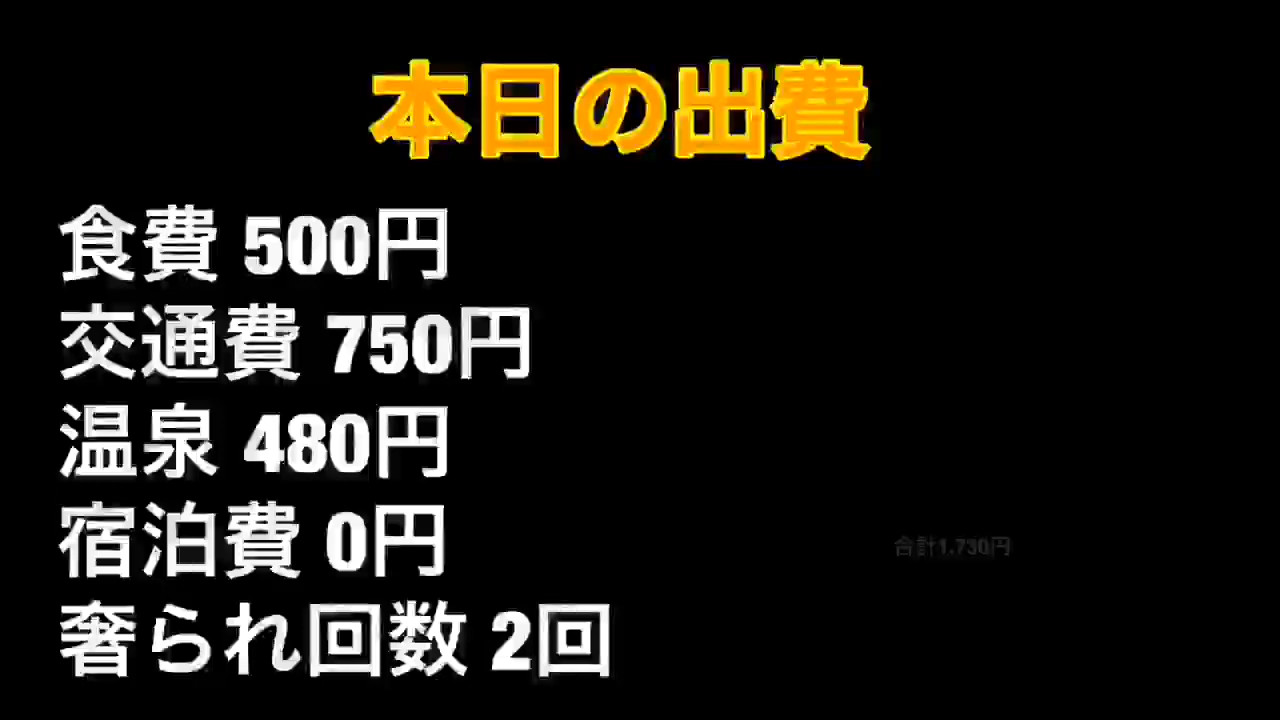 本日の出費
食費 500円
交通費 750円
温泉 480円
宿泊費 0円
合計1.730円
奢られ回数 2回